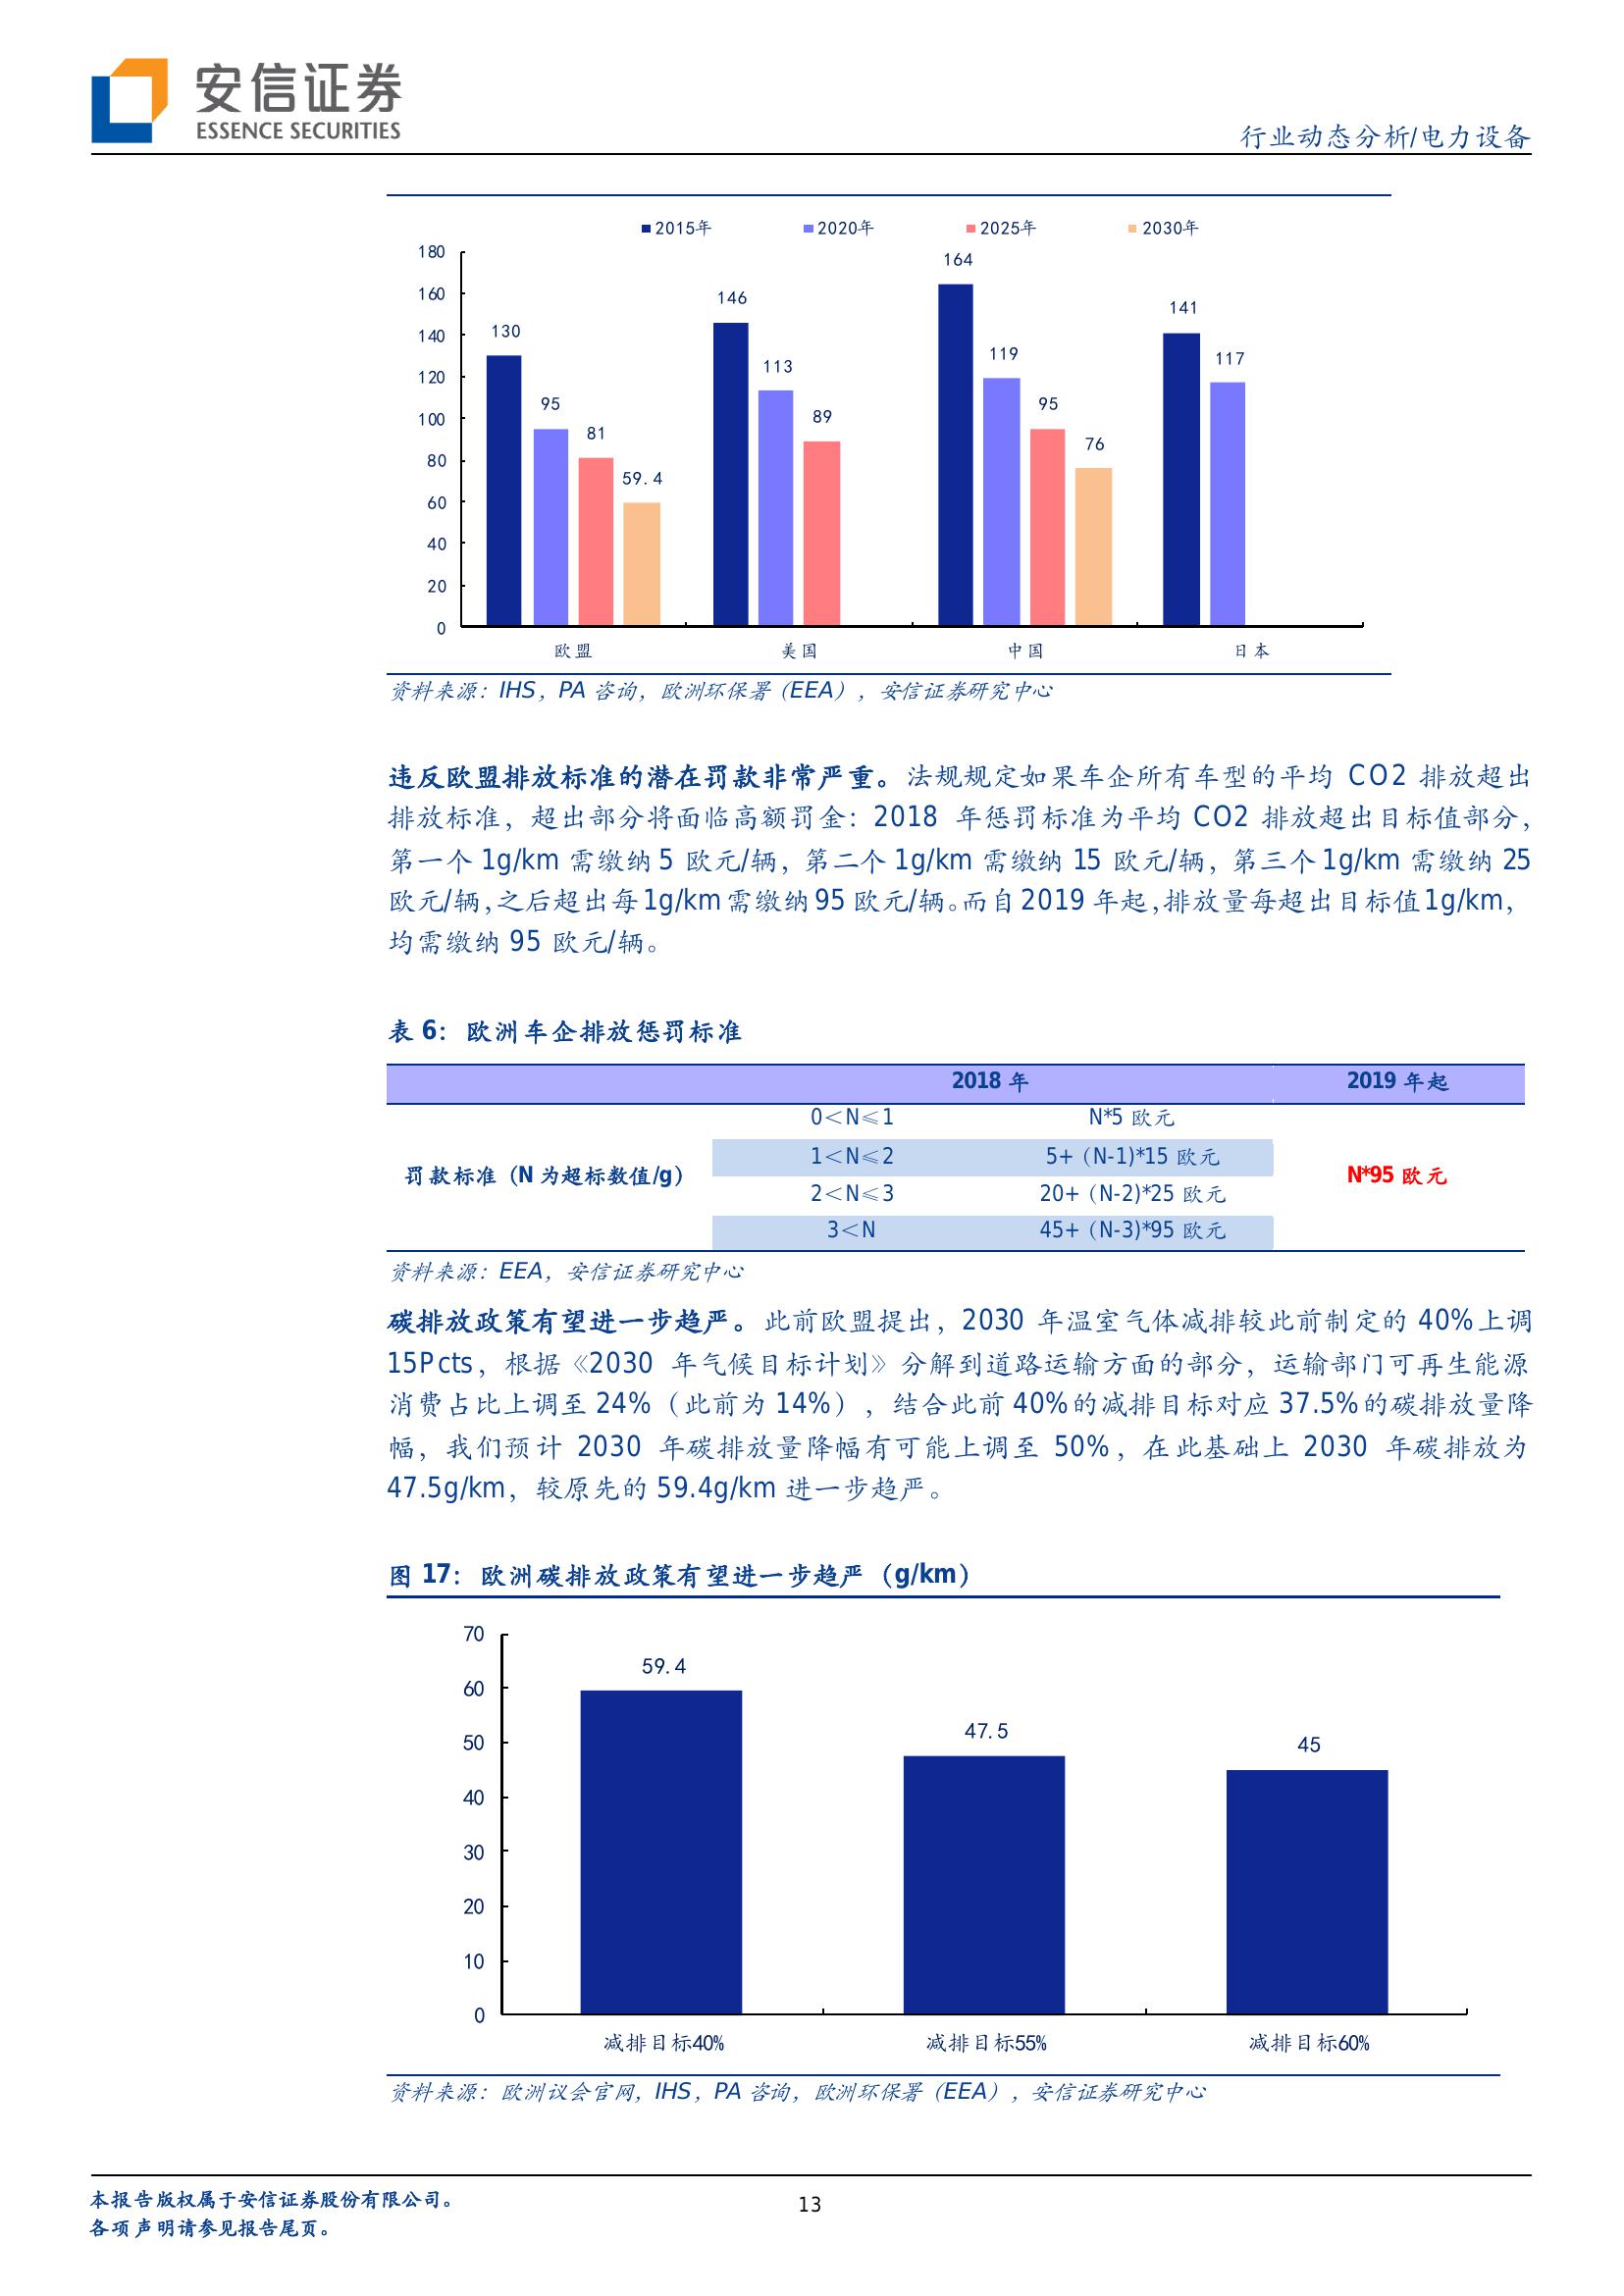 安信证券
ESSENCE SECURITIES
行业动态分析/电力设备
2015年 2020年 2025年 2030年
180
160
140
120
100
80
60
40
20
0
130 95 81 59.4
146 113 89
164 119 95 76
141 117
欧盟 美国 中国 日本
资料来源：IHS，PA 咨询，欧洲环保署（EEA），安信证券研究中心
违反欧盟排放标准的潜在罚款非常严重。法规规定如果车企所有车型的平均 CO2 排放超出
排放标准，超出部分将面临高额罚金：2018 年惩罚标准为平均 CO2 排放超出目标值部分，
第一个 1g/km 需缴纳 5 欧元/辆，第二个 1g/km 需缴纳 15 欧元/辆，第三个 1g/km 需缴纳 25
欧元/辆，之后超出每 1g/km 需缴纳 95 欧元/辆。而自 2019 年起，排放量每超出目标值 1g/km，
均需缴纳 95 欧元/辆。
表 6：欧洲车企排放惩罚标准
2018 年 2019 年起
0＜N≤1 N*5 欧元
1＜N≤2 5+（N-1)*15 欧元
罚款标准（N 为超标数值/g） N*95 欧元
2＜N≤3 20+（N-2)*25 欧元
3＜N 45+（N-3)*95 欧元
资料来源：EEA，安信证券研究中心
碳排放政策有望进一步趋严。此前欧盟提出，2030 年温室气体减排较此前制定的 40%上调
15Pcts，根据《2030 年气候目标计划》分解到道路运输方面的部分，运输部门可再生能源
消费占比上调至 24%（此前为 14%），结合此前 40%的减排目标对应 37.5%的碳排放量降
幅，我们预计 2030 年碳排放量降幅有可能上调至 50%，在此基础上 2030 年碳排放为
47.5g/km，较原先的 59.4g/km 进一步趋严。
图 17：欧洲碳排放政策有望进一步趋严（g/km）
70
60
50
40
30
20
10
0
59.4 47.5 45
减排目标40% 减排目标55% 减排目标60%
资料来源：欧洲议会官网，IHS，PA 咨询，欧洲环保署（EEA），安信证券研究中心
本报告版权属于安信证券股份有限公司。
13
各项声明请参见报告尾页。